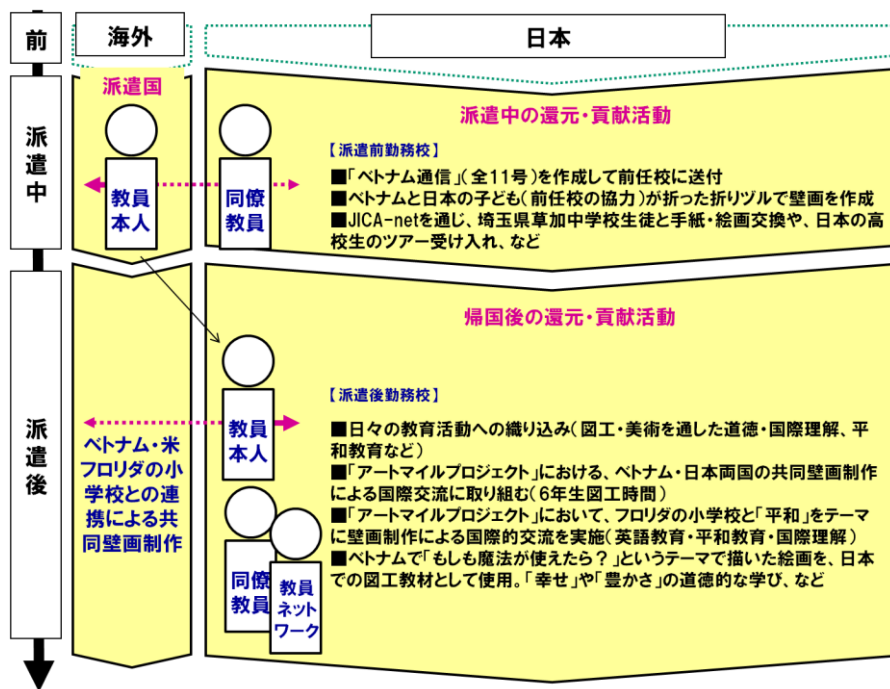 前
海外
日本
派遣中
派遣国
教員
本人
同僚
教員
派遣中の還元・貢献活動
【派遣前勤務校】
■「ベトナム通信」(全11号)を作成して前任校に送付
■ベトナムと日本の子ども(前任校の協力)が折った折りヅルで壁画を作成
■JICA-netを通じ、埼玉県草加中学校生徒と手紙・絵画交換や、日本の高
校生のツアー受け入れ、など
派遣後
ベトナム・米
フロリダの小
学校との連
携による共
同壁画制作
教員
本人
同僚
教員
教員
ネット
ワーク
帰国後の還元・貢献活動
【派遣後勤務校】
■日々の教育活動への織り込み(図工・美術を通した道徳・国際理解、平
和教育など)
■「アートマイルプロジェクト」における、ベトナム・日本両国の共同壁画制作
による国際交流に取り組む(6年生図工時間)
■「アートマイルプロジェクト」において、フロリダの小学校と「平和」をテーマ
に壁画制作による国際的交流を実施(英語教育・平和教育・国際理解)
■ベトナムで「もしも魔法が使えたら?」というテーマで描いた絵画を、日本
での図工教材として使用。「幸せ」や「豊かさ」の道徳的な学び、など